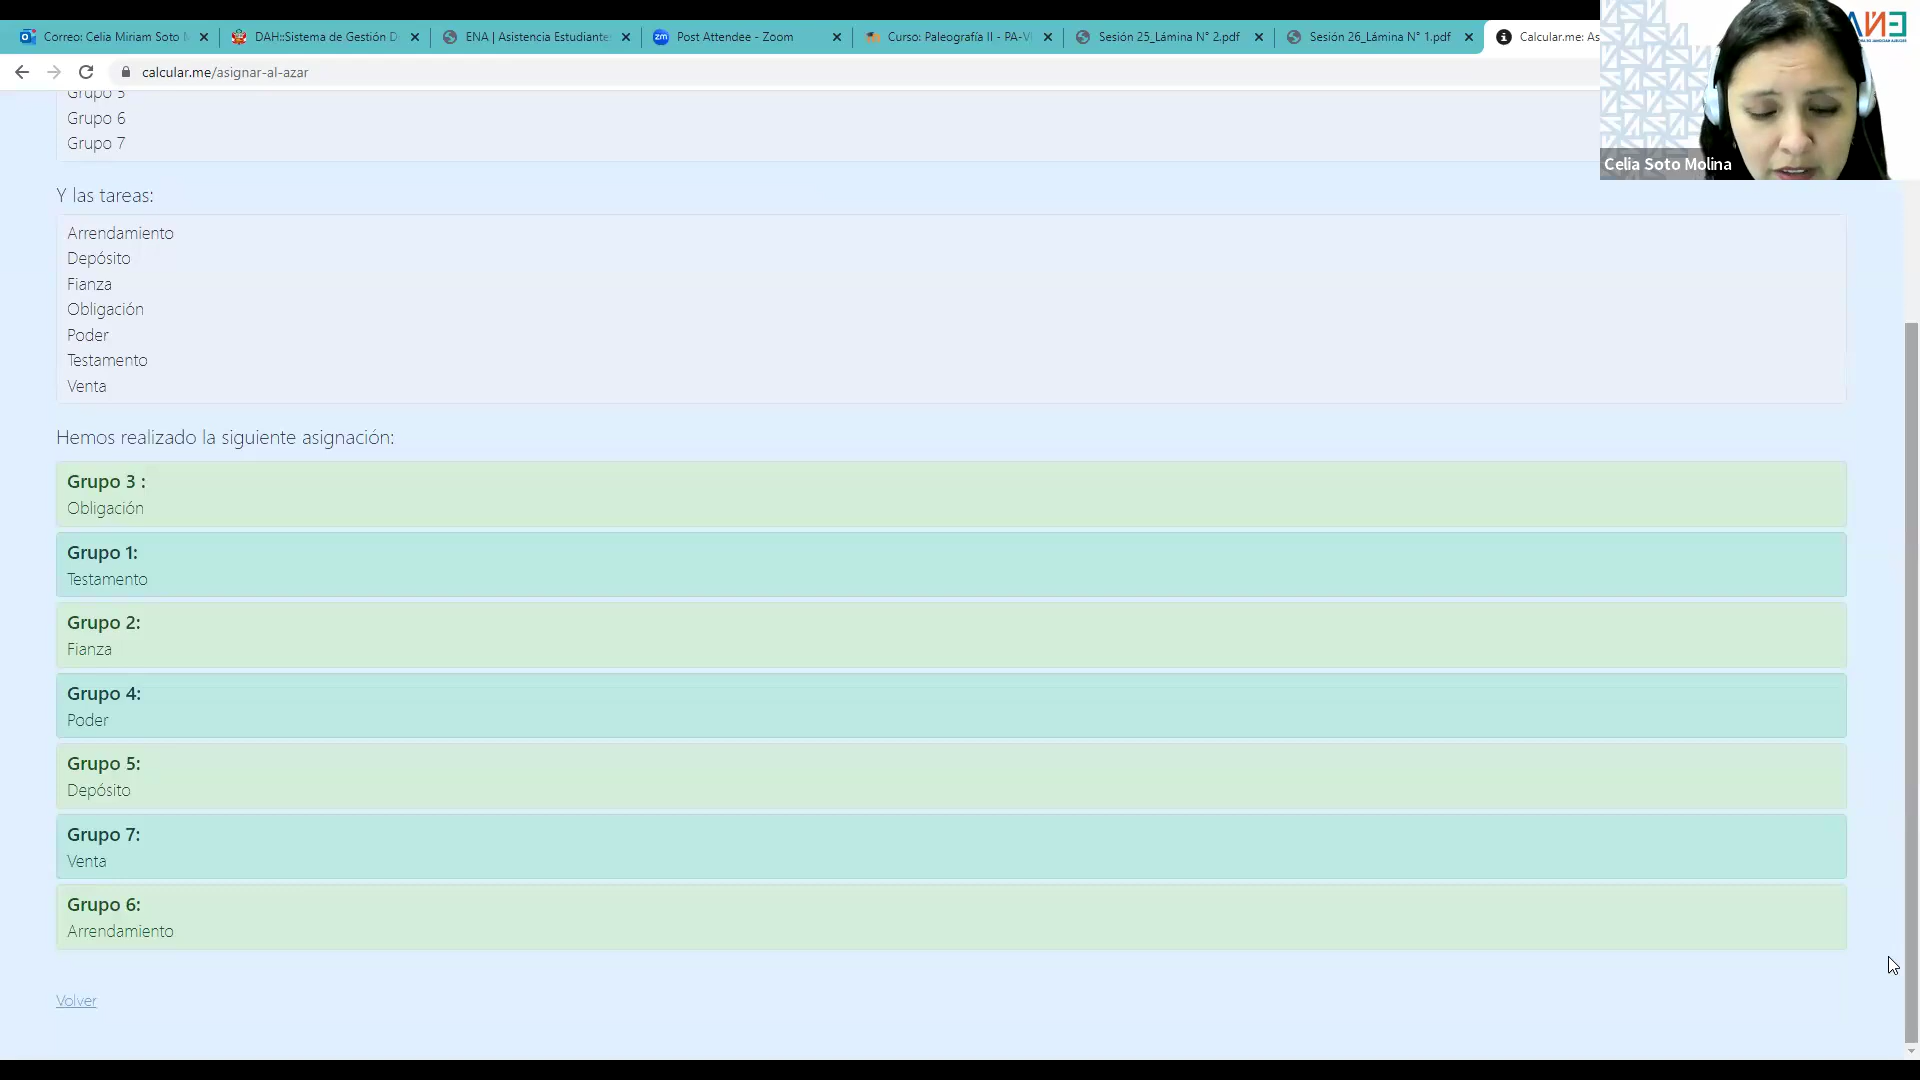 Correo: Celia Miriam Soto
DAH::Sistema de Gestión D
ENA | Asistencia Estudiante
Post Attendee - Zoom
Curso: Paleografía II - PA-VI
Sesión 25_Lámina N° 2.pdf
Sesión 26_Lámina N° 1.pdf
Calcular.me: As
calcular.me/asignar-al-azar
Celia Soto Molina
Grupo 5
Grupo 6
Grupo 7
Y las tareas:
Arrendamiento
Depósito
Fianza
Obligación
Poder
Testamento
Venta
Hemos realizado la siguiente asignación:
Grupo 3 :
Obligación
Grupo 1:
Testamento
Grupo 2:
Fianza
Grupo 4:
Poder
Grupo 5:
Depósito
Grupo 7:
Venta
Grupo 6:
Arrendamiento
Volver